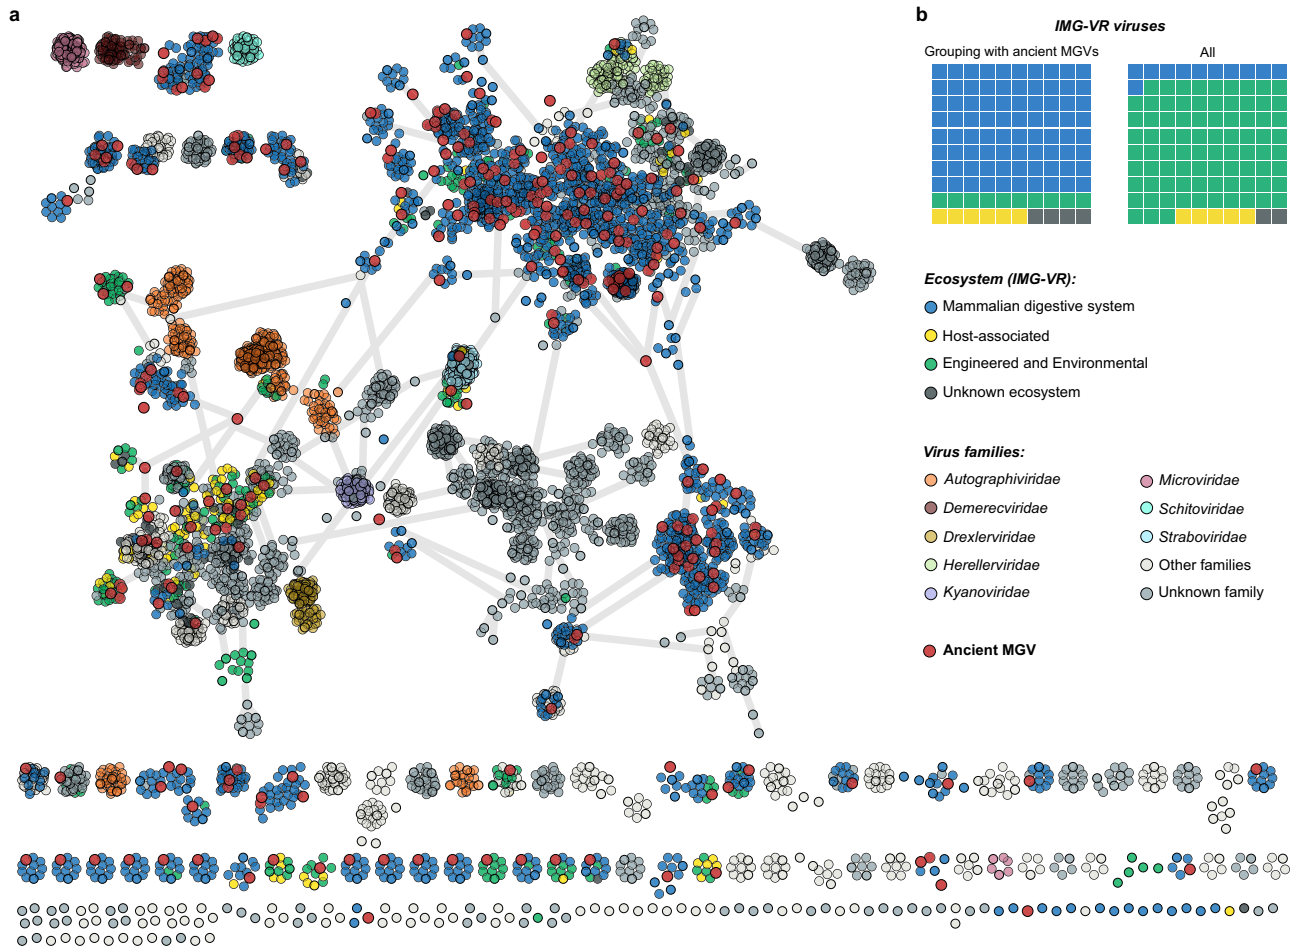 a
b
IMG-VR viruses
Grouping with ancient MGVs
All
Ecosystem (IMG-VR):
Mammalian digestive system
Host-associated
Engineered and Environmental
Unknown ecosystem
Virus families:
Autographiviridae
Demerecviridae
Drexlerviridae
Herellerviridae
Kyanoviridae
Microviridae
Schitoviridae
Straboviridae
Other families
Unknown family
Ancient MGV